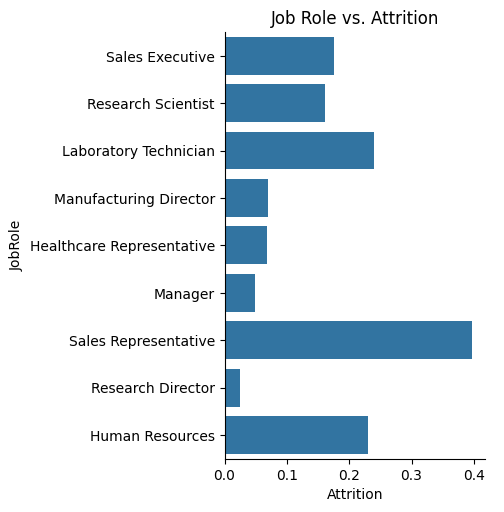 Job Role vs. Attrition
Sales Executive
Research Scientist
Laboratory Technician
Manufacturing Director
Healthcare Representative
Manager
Sales Representative
Research Director
Human Resources
JobRole
0.0 0.1 0.2 0.3 0.4
Attrition